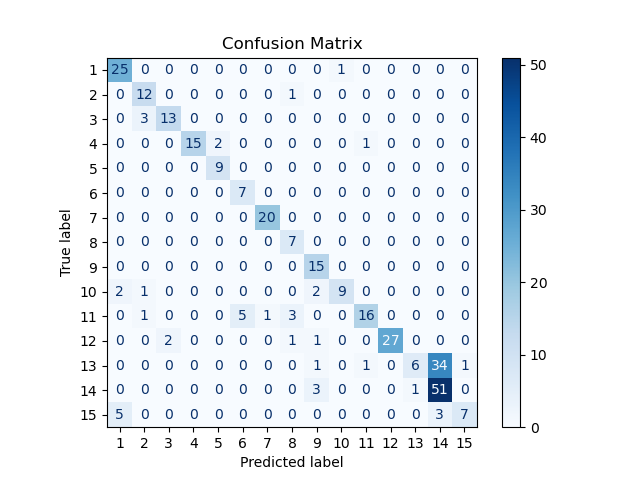 Confusion Matrix
1 25 0 0 0 0 0 0 0 0 1 0 0 0 0 0
2 0 12 0 0 0 0 0 1 0 0 0 0 0 0 0
3 0 3 13 0 0 0 0 0 0 0 0 0 0 0 0
4 0 0 0 15 2 0 0 0 0 0 1 0 0 0 0
5 0 0 0 0 9 0 0 0 0 0 0 0 0 0 0
6 0 0 0 0 0 7 0 0 0 0 0 0 0 0 0
7 0 0 0 0 0 0 20 0 0 0 0 0 0 0 0
8 0 0 0 0 0 0 0 7 0 0 0 0 0 0 0
9 0 0 0 0 0 0 0 0 15 0 0 0 0 0 0
10 2 1 0 0 0 0 0 0 2 9 0 0 0 0 0
11 0 1 0 0 0 5 1 3 0 0 16 0 0 0 0
12 0 0 2 0 0 0 0 1 1 0 0 27 0 0 0
13 0 0 0 0 0 0 0 0 1 0 1 0 6 34 1
14 0 0 0 0 0 0 0 0 3 0 0 0 1 51 0
15 5 0 0 0 0 0 0 0 0 0 0 0 0 3 7
1 2 3 4 5 6 7 8 9 10 11 12 13 14 15
Predicted label
True label
50
40
30
20
10
0